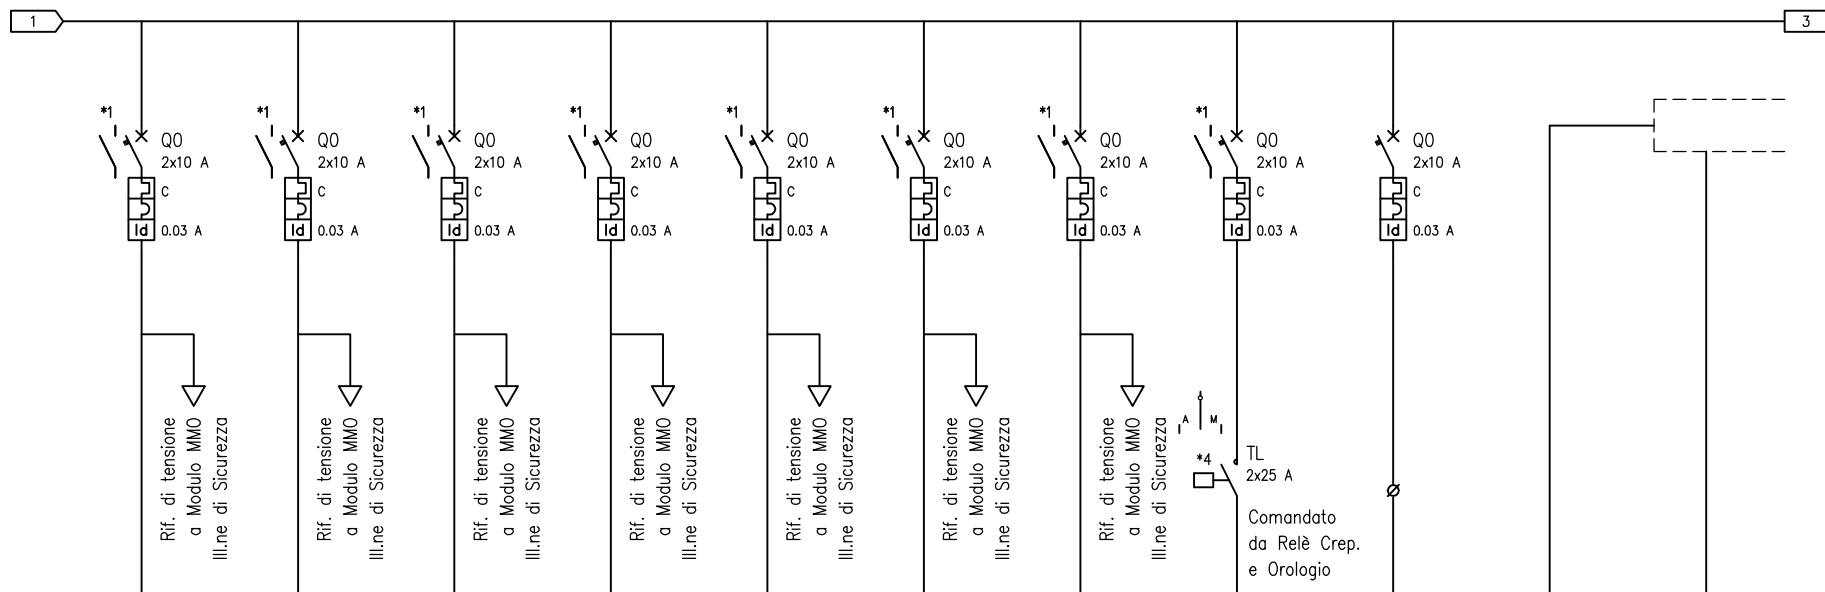 1
3
*1
*1
*1
*1
*1
*1
*1
*1
Q0
2x10 A
C
Id
0.03 A
Q0
2x10 A
C
Id
0.03 A
Q0
2x10 A
C
Id
0.03 A
Q0
2x10 A
C
Id
0.03 A
Q0
2x10 A
C
Id
0.03 A
Q0
2x10 A
C
Id
0.03 A
Q0
2x10 A
C
Id
0.03 A
Q0
2x10 A
C
Id
0.03 A
Q0
2x10 A
C
Id
0.03 A
Rif. di tensione
a Modulo MMO
Ill.ne di Sicurezza
Rif. di tensione
a Modulo MMO
Ill.ne di Sicurezza
Rif. di tensione
a Modulo MMO
Ill.ne di Sicurezza
Rif. di tensione
a Modulo MMO
Ill.ne di Sicurezza
Rif. di tensione
a Modulo MMO
Ill.ne di Sicurezza
Rif. di tensione
a Modulo MMO
Ill.ne di Sicurezza
Rif. di tensione
a Modulo MMO
Ill.ne di Sicurezza
A M
*4
TL
2x25 A
Comandato
da Relè Crep.
e Orologio